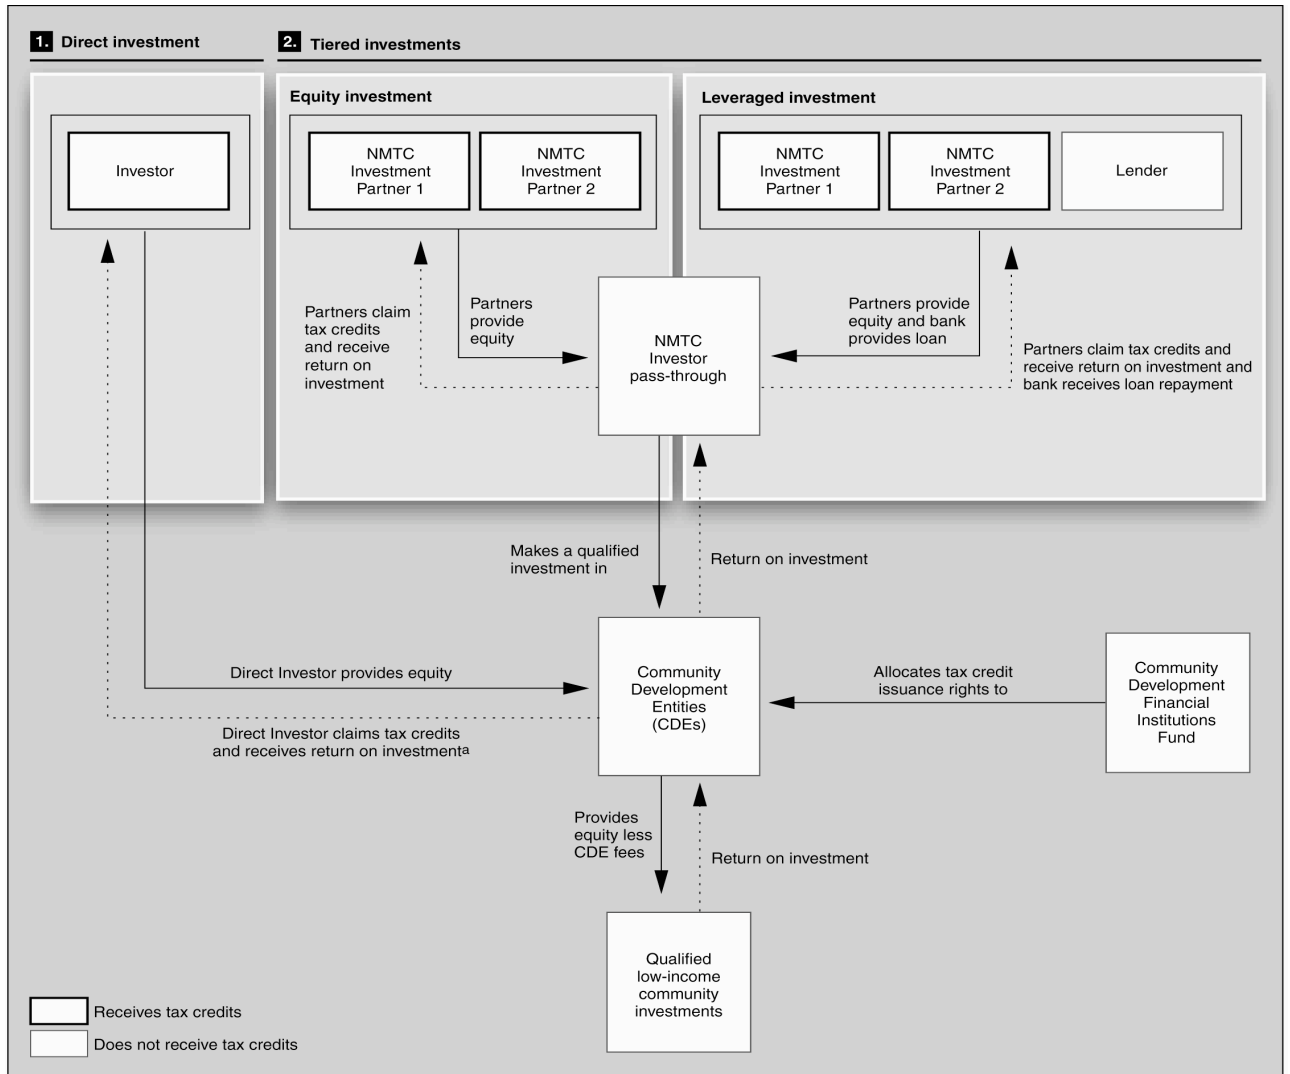 1. Direct investment
2. Tiered investments
Investor
Equity investment
NMTC
Investment
Partner 1
NMTC
Investment
Partner 2
Leveraged investment
NMTC
Investment
Partner 1
NMTC
Investment
Partner 2
Lender
Partners claim
tax credits
and receive
return on
investment
Partners
provide
equity
NMTC
Investor
pass-through
Partners provide
equity and bank
provides loan
Partners claim tax credits and
receive return on investment and
bank receives loan repayment
Makes a qualified
investment in
Return on investment
Direct Investor provides equity
Direct Investor claims tax credits
and receives return on investmenta
Community
Development
Entities
(CDEs)
Allocates tax credit
issuance rights to
Community
Development
Financial
Institutions
Fund
Provides
equity less
CDE fees
Return on investment
Qualified
low-income
community
investments
Receives tax credits
Does not receive tax credits